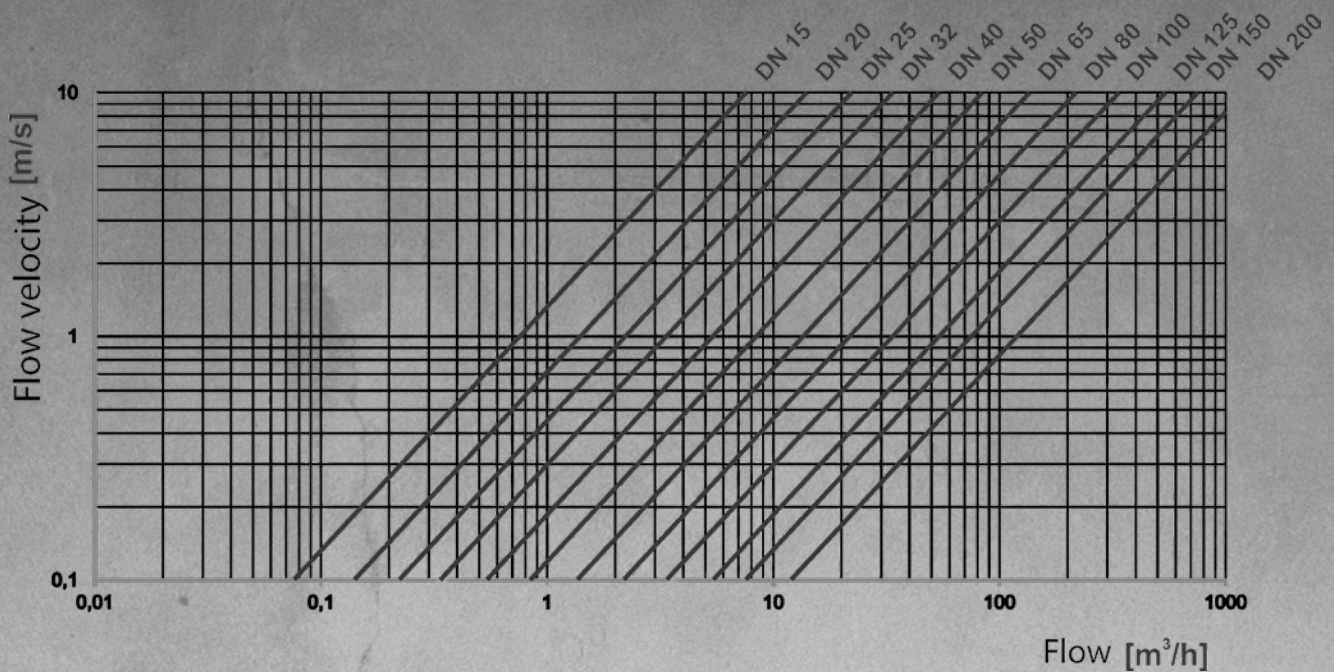 DN 15 DN 20 DN 25 DN 32 DN 40 DN 50 DN 65 DN 80 DN 100 DN 125 DN 150 DN 200
10
Flow velocity [m/s]
1
0,1
0,01 0,1 1 10 100 1000
Flow [m³/h]